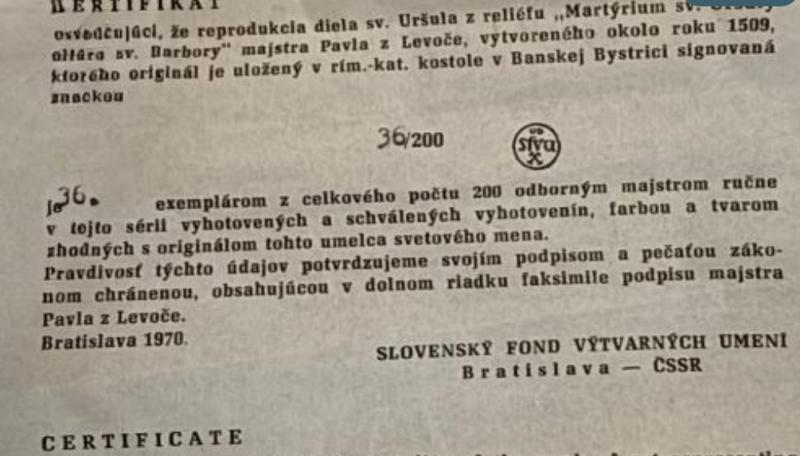 CERTIFIKÁT
osvedčujúci, že reprodukcia diela sv. Uršula z reliéfu „Martýrium sv.
oltára sv. Barbory“ majstra Pavla z Levoče, vytvoreného okolo roku 1509,
ktorého originál je uložený v rím.-kat. kostole v Banskej Bystrici signovaná
značkou
36/200
sfvu
je 36. exemplárom z celkového počtu 200 odborným majstrom ručne
v tejto sérii vyhotovených a schválených vyhotovenín, farbou a tvarom
zhodných s originálom tohto umelca svetového mena.
Pravdivosť týchto údajov potvrdzujeme svojím podpisom a pečaťou záko-
nom chránenou, obsahujúcou v dolnom riadku faksimile podpisu majstra
Pavla z Levoče.
Bratislava 1970.
SLOVENSKÝ FOND VÝTVARNÝCH UMENÍ
Bratislava — ČSSR
CERTIFICATE